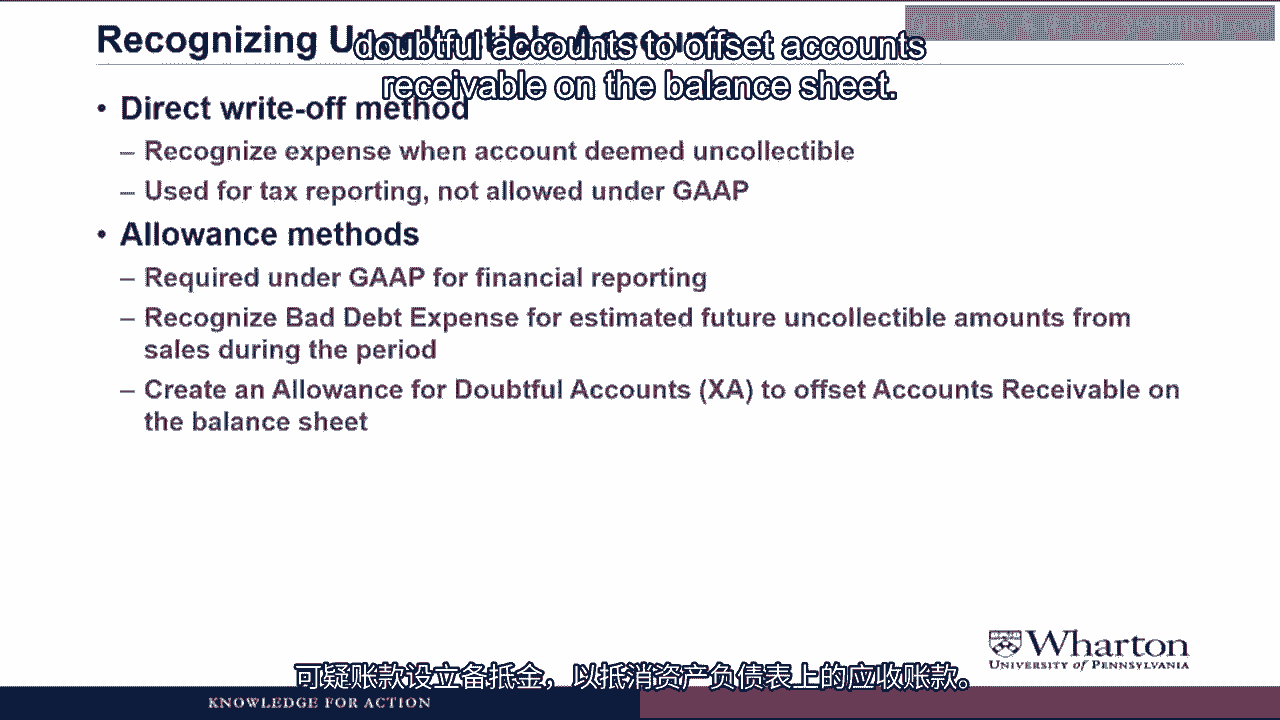 Recognizing Uncollectible Accounts
doubtful accounts to offset accounts
receivable on the balance sheet.
• Direct write-off method
– Recognize expense when account deemed uncollectible
– Used for tax reporting, not allowed under GAAP
• Allowance methods
– Required under GAAP for financial reporting
– Recognize Bad Debt Expense for estimated future uncollectible amounts from
sales during the period
– Create an Allowance for Doubtful Accounts (XA) to offset Accounts Receivable on
the balance sheet
Wharton
UNIVERSITY of PENNSYLVANIA
可疑账款设立备抵金，以抵消资产负债表上的应收账款。
KNOWLEDGE FOR ACTION